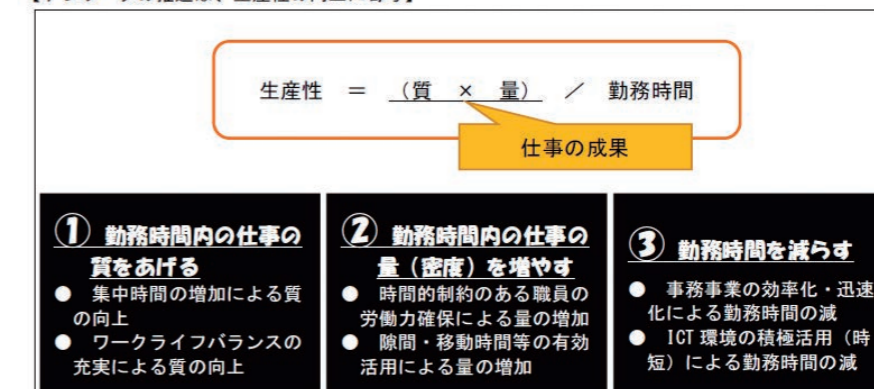 生産性 ＝ （質 × 量） ／ 勤務時間
仕事の成果
① 勤務時間内の仕事の
質をあげる
● 集中時間の増加による質
の向上
● ワークライフバランスの
充実による質の向上
② 勤務時間内の仕事の
量（密度）を増やす
● 時間的制約のある職員の
労働力確保による量の増加
● 隙間・移動時間等の有効
活用による量の増加
③ 勤務時間を減らす
● 事務事業の効率化・迅速
化による勤務時間の減
● ICT 環境の積極活用（時
短）による勤務時間の減